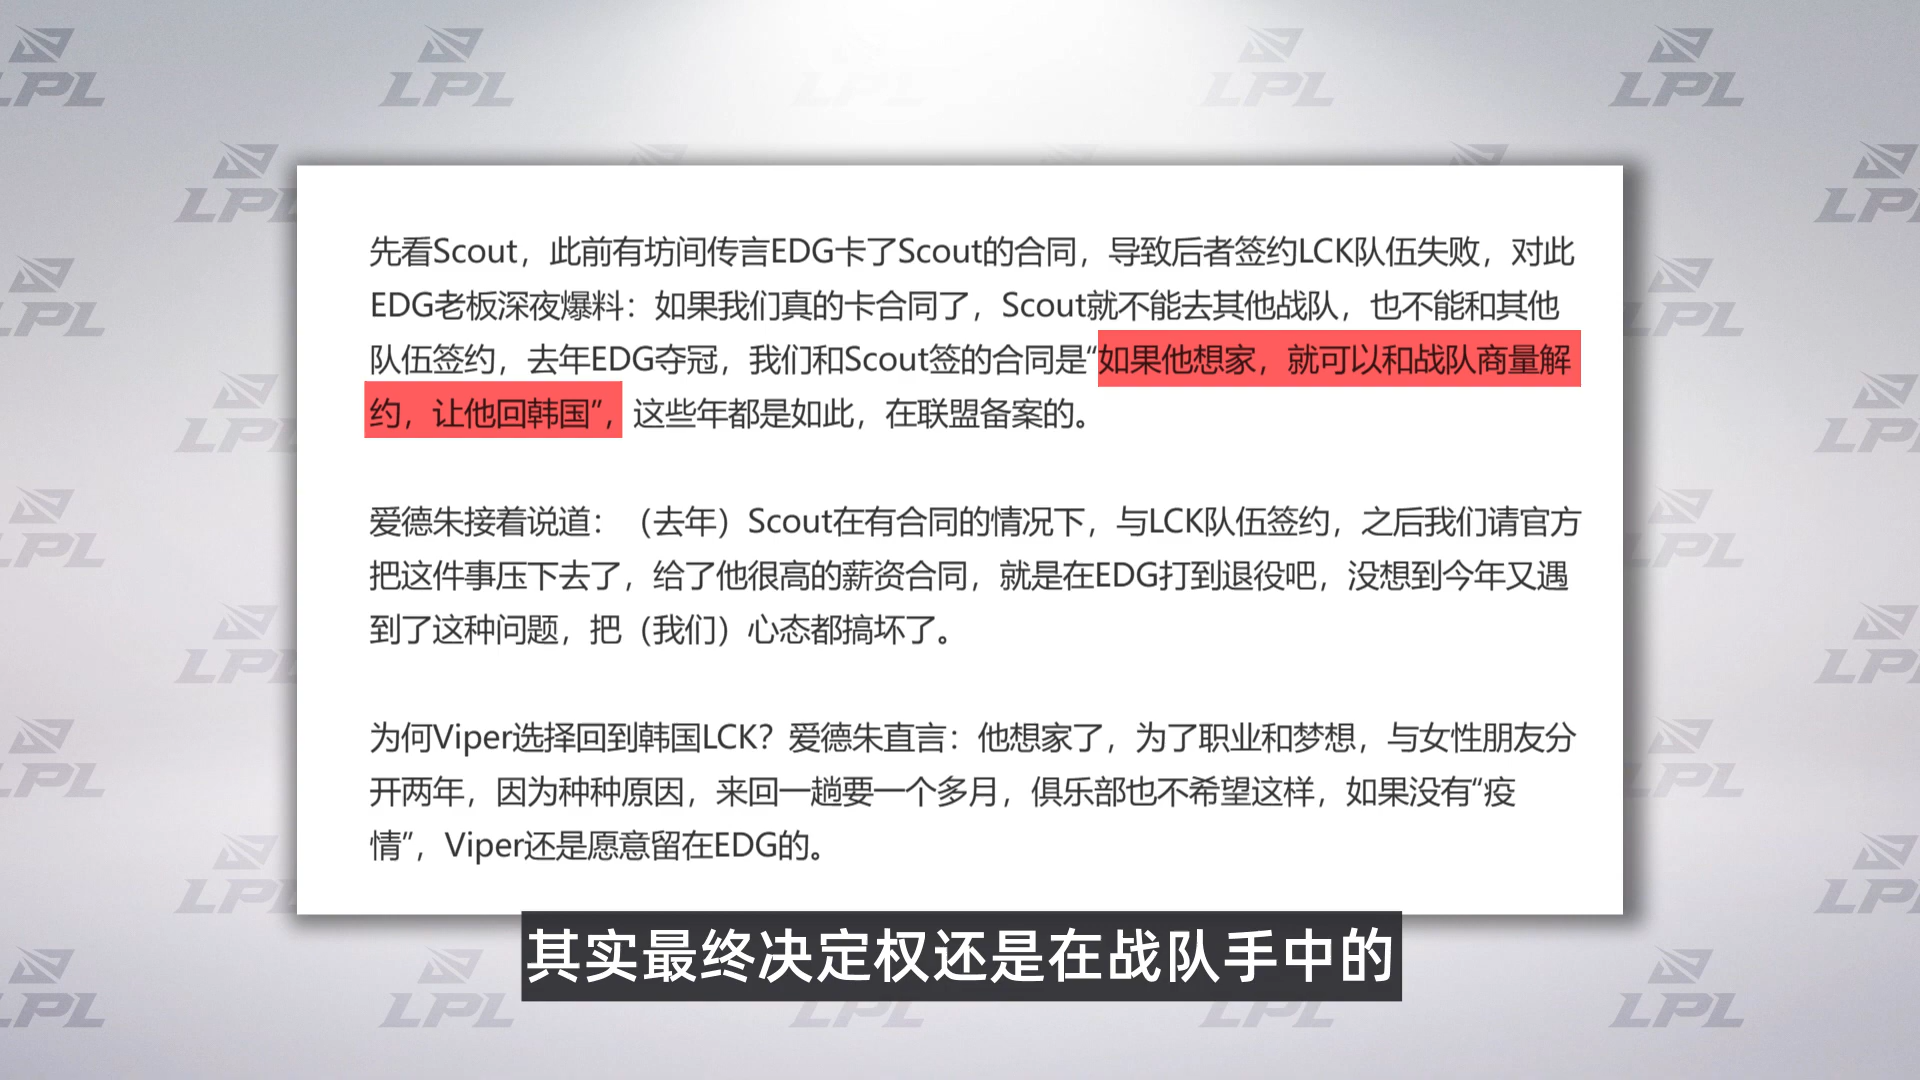 先看Scout，此前有坊间传言EDG卡了Scout的合同，导致后者签约LCK队伍失败，对此
EDG老板深夜爆料：如果我们真的卡合同了，Scout就不能去其他战队，也不能和其他
队伍签约，去年EDG夺冠，我们和Scout签的合同是“如果他想家，就可以和战队商量解
约，让他回韩国”，这些年都是如此，在联盟备案的。
爱德朱接着说道：（去年）Scout在有合同的情况下，与LCK队伍签约，之后我们请官方
把这件事压下去了，给了他很高的薪资合同，就是在EDG打到退役吧，没想到今年又遇
到了这种问题，把（我们）心态都搞坏了。
为何Viper选择回到韩国LCK？爱德朱直言：他想家了，为了职业和梦想，与女性朋友分
开两年，因为种种原因，来回一趟要一个多月，俱乐部也不希望这样，如果没有“疫
情”，Viper还是愿意留在EDG的。
其实最终决定权还是在战队手中的
LPL